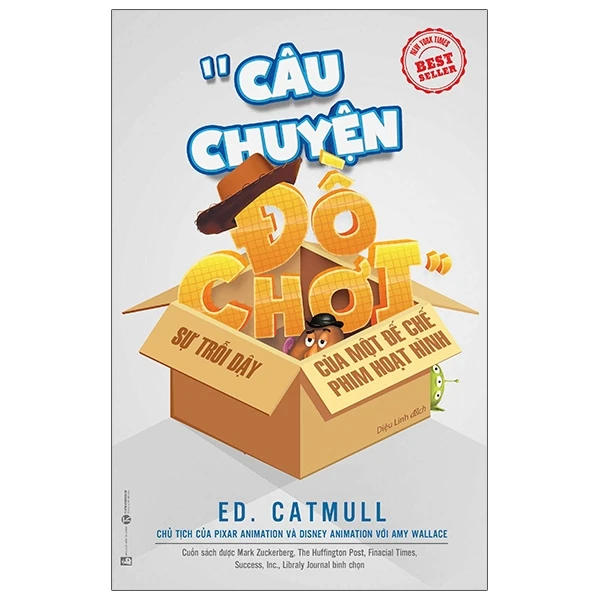 NEW YORK TIMES
BEST
SELLER
"CÂU
CHUYỆN
ĐỒ
CHƠI"
SỰ TRỖI DẬY
CỦA MỘT ĐẾ CHẾ
PHIM HOẠT HÌNH
Diệu Linh dịch
ED. CATMULL
CHỦ TỊCH CỦA PIXAR ANIMATION VÀ DISNEY ANIMATION VỚI AMY WALLACE
Cuốn sách được Mark Zuckerberg, The Huffington Post, Finacial Times,
Success, Inc., Libraly Journal bình chọn